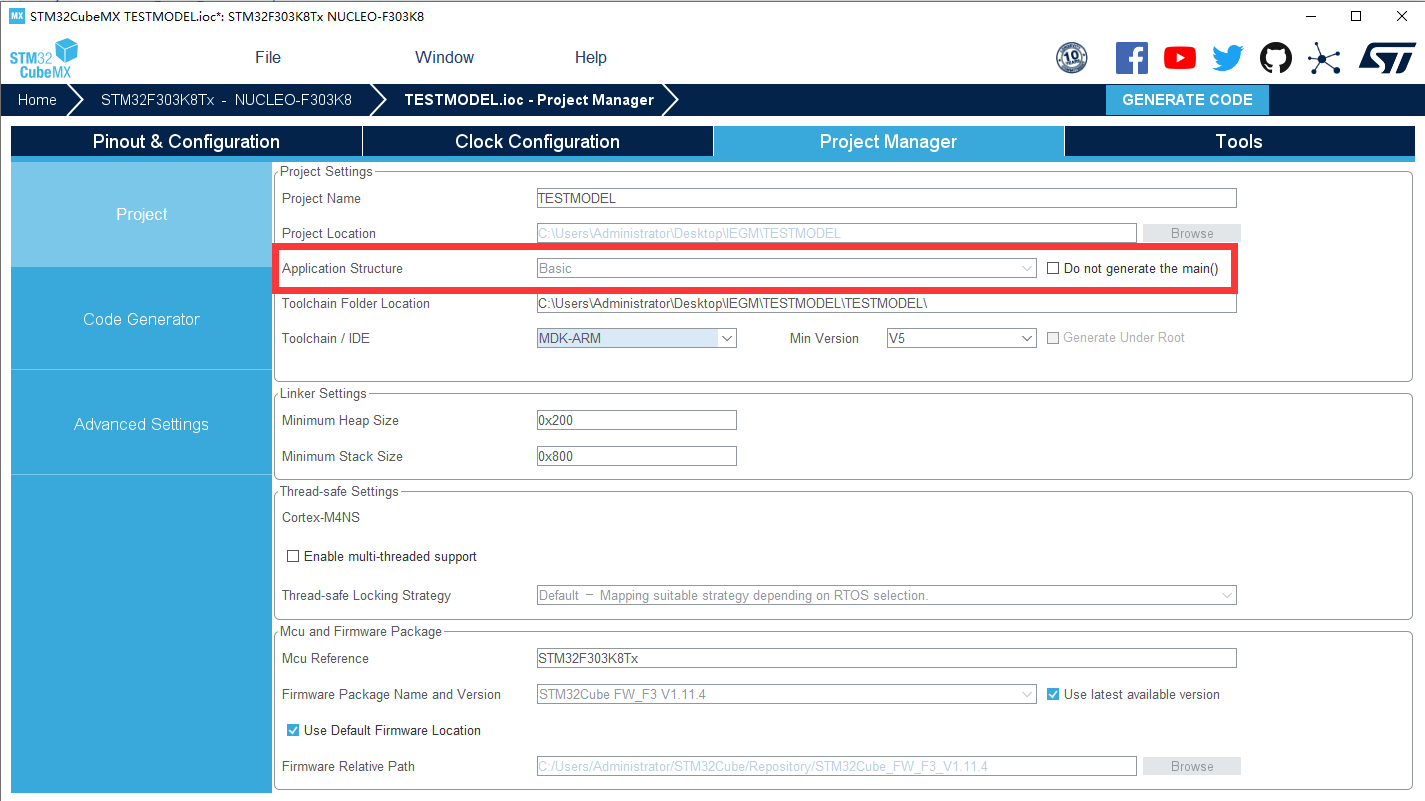 MX STM32CubeMX TESTMODEL.ioc*: STM32F303K8Tx NUCLEO-F303K8
STM32 CubeMX
File Window Help
10
ST
Home STM32F303K8Tx - NUCLEO-F303K8 TESTMODEL.ioc - Project Manager GENERATE CODE
Pinout & Configuration Clock Configuration Project Manager Tools
Project
Code Generator
Advanced Settings
Project Settings
Project Name TESTMODEL
Project Location C:\Users\Administrator\Desktop\IEGM\TESTMODEL Browse
Application Structure Basic Do not generate the main()
Toolchain Folder Location C:\Users\Administrator\Desktop\IEGM\TESTMODEL\TESTMODEL\
Toolchain / IDE MDK-ARM Min Version V5 Generate Under Root
Linker Settings
Minimum Heap Size 0x200
Minimum Stack Size 0x800
Thread-safe Settings
Cortex-M4NS
Enable multi-threaded support
Thread-safe Locking Strategy Default – Mapping suitable strategy depending on RTOS selection.
Mcu and Firmware Package
Mcu Reference STM32F303K8Tx
Firmware Package Name and Version STM32Cube FW_F3 V1.11.4 Use latest available version
Use Default Firmware Location
Firmware Relative Path C:/Users/Administrator/STM32Cube/Repository/STM32Cube_FW_F3_V1.11.4 Browse